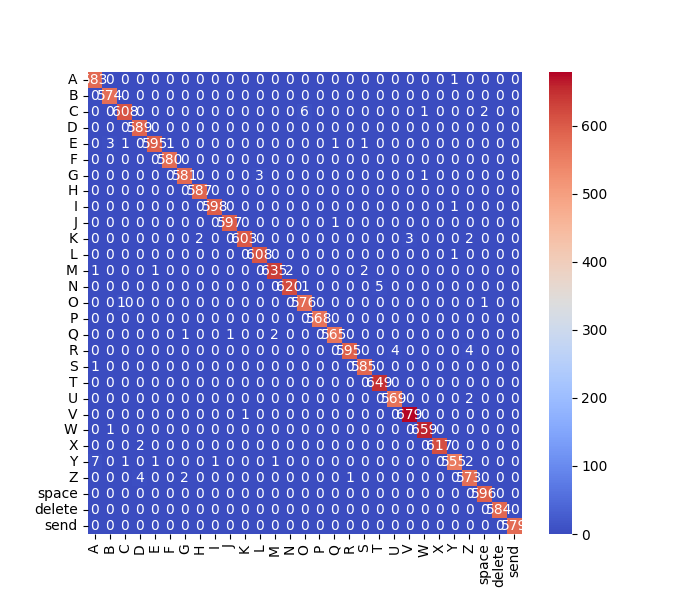 A 583 0 0 0 0 0 0 0 0 0 0 0 0 0 0 0 0 0 0 0 0 0 0 0 1 0 0 0 0
B 0 574 0 0 0 0 0 0 0 0 0 0 0 0 0 0 0 0 0 0 0 0 0 0 0 0 0 0 0
C 0 0 608 0 0 0 0 0 0 0 0 0 0 0 6 0 0 0 0 0 0 0 1 0 0 0 2 0 0
D 0 0 0 589 0 0 0 0 0 0 0 0 0 0 0 0 0 0 0 0 0 0 0 0 0 0 0 0 0
E 0 3 1 0 595 1 0 0 0 0 0 0 0 0 0 0 1 0 1 0 0 0 0 0 0 0 0 0 0
F 0 0 0 0 0 580 0 0 0 0 0 0 0 0 0 0 0 0 0 0 0 0 0 0 0 0 0 0 0
G 0 0 0 0 0 0 581 0 0 0 0 3 0 0 0 0 0 0 0 0 0 0 1 0 0 0 0 0 0
H 0 0 0 0 0 0 0 587 0 0 0 0 0 0 0 0 0 0 0 0 0 0 0 0 0 0 0 0 0
I 0 0 0 0 0 0 0 0 598 0 0 0 0 0 0 0 0 0 0 0 0 0 0 0 1 0 0 0 0
J 0 0 0 0 0 0 0 0 0 597 0 0 0 0 0 0 1 0 0 0 0 0 0 0 0 0 0 0 0
K 0 0 0 0 0 0 0 2 0 0 603 0 0 0 0 0 0 0 0 0 0 3 0 0 0 2 0 0 0
L 0 0 0 0 0 0 0 0 0 0 0 608 0 0 0 0 0 0 0 0 0 0 0 0 1 0 0 0 0
M 1 0 0 0 1 0 0 0 0 0 0 0 635 2 0 0 0 0 2 0 0 0 0 0 0 0 0 0 0
N 0 0 0 0 0 0 0 0 0 0 0 0 0 620 1 0 0 0 0 5 0 0 0 0 0 0 0 0 0
O 0 0 10 0 0 0 0 0 0 0 0 0 0 0 576 0 0 0 0 0 0 0 0 0 0 0 1 0 0
P 0 0 0 0 0 0 0 0 0 0 0 0 0 0 0 568 0 0 0 0 0 0 0 0 0 0 0 0 0
Q 0 0 0 0 0 0 1 0 0 1 0 0 2 0 0 0 565 0 0 0 0 0 0 0 0 0 0 0 0
R 0 0 0 0 0 0 0 0 0 0 0 0 0 0 0 0 0 595 0 0 4 0 0 0 0 4 0 0 0
S 1 0 0 0 0 0 0 0 0 0 0 0 0 0 0 0 0 0 585 0 0 0 0 0 0 0 0 0 0
T 0 0 0 0 0 0 0 0 0 0 0 0 0 0 0 0 0 0 0 649 0 0 0 0 0 0 0 0 0
U 0 0 0 0 0 0 0 0 0 0 0 0 0 0 0 0 0 0 0 0 569 0 0 0 0 2 0 0 0
V 0 0 0 0 0 0 0 0 0 0 1 0 0 0 0 0 0 0 0 0 0 679 0 0 0 0 0 0 0
W 0 1 0 0 0 0 0 0 0 0 0 0 0 0 0 0 0 0 0 0 0 0 659 0 0 0 0 0 0
X 0 0 0 2 0 0 0 0 0 0 0 0 0 0 0 0 0 0 0 0 0 0 0 617 0 0 0 0 0
Y 7 0 1 0 1 0 0 0 1 0 0 0 1 0 0 0 0 0 0 0 0 0 0 0 555 2 0 0 0
Z 0 0 0 4 0 0 2 0 0 0 0 0 0 0 0 0 0 1 0 0 0 0 0 0 0 573 0 0 0
space 0 0 0 0 0 0 0 0 0 0 0 0 0 0 0 0 0 0 0 0 0 0 0 0 0 0 596 0 0
delete 0 0 0 0 0 0 0 0 0 0 0 0 0 0 0 0 0 0 0 0 0 0 0 0 0 0 0 584 0
send 0 0 0 0 0 0 0 0 0 0 0 0 0 0 0 0 0 0 0 0 0 0 0 0 0 0 0 0 579
A B C D E F G H I J K L M N O P Q R S T U V W X Y Z space delete send
600
500
400
300
200
100
0